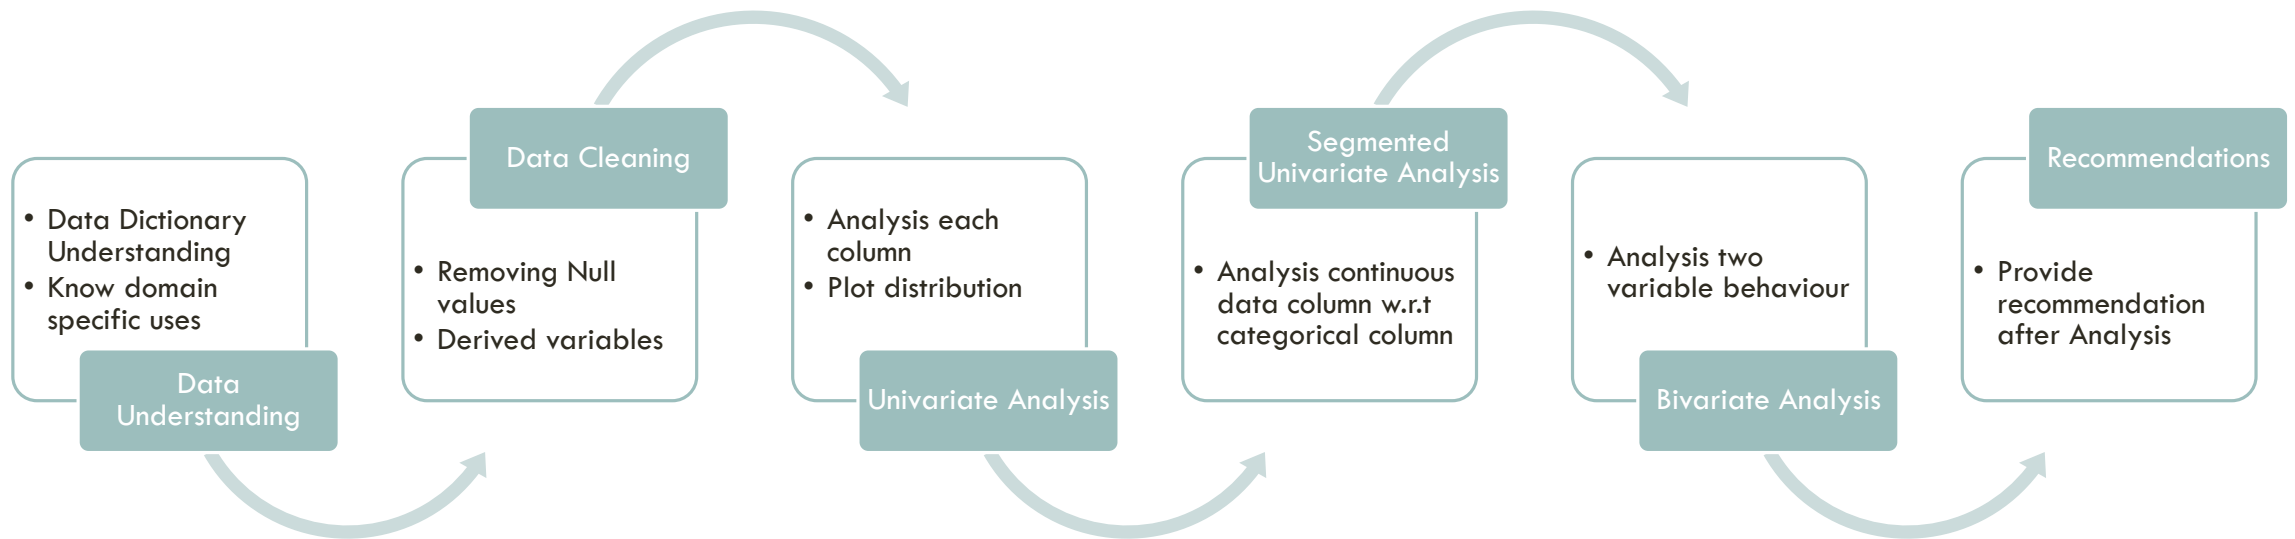 • Data Dictionary
Understanding
• Know domain
specific uses
Data
Understanding
Data Cleaning
• Removing Null
values
• Derived variables
• Analysis each
column
• Plot distribution
Univariate Analysis
Segmented
Univariate Analysis
• Analysis continuous
data column w.r.t
categorical column
• Analysis two
variable behaviour
Bivariate Analysis
Recommendations
• Provide
recommendation
after Analysis